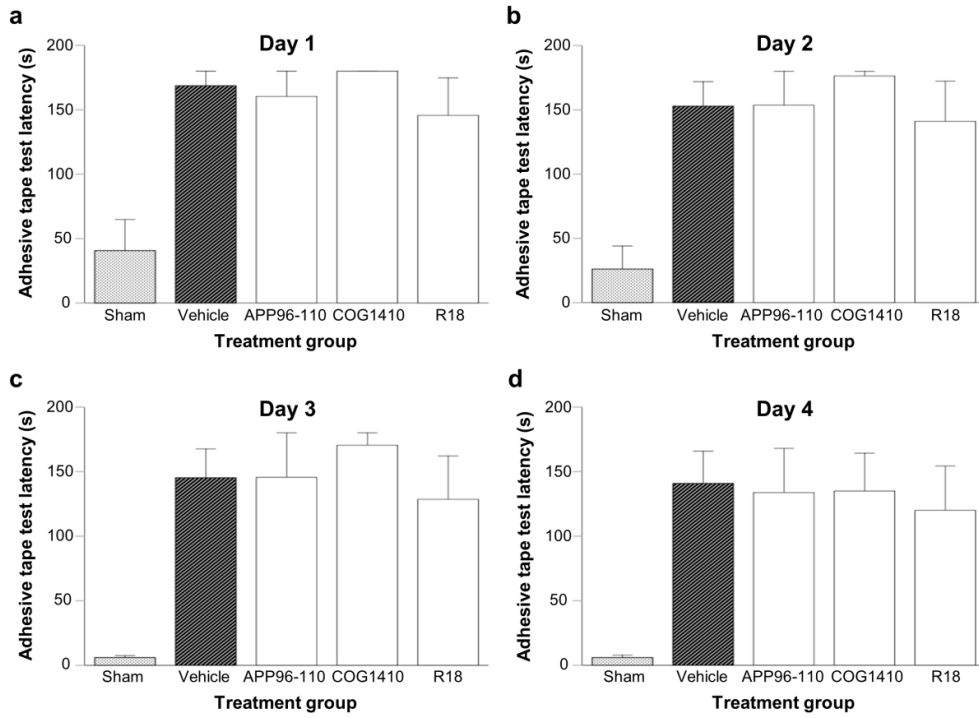 a
Day 1
Adhesive tape test latency (s)
200
150
100
50
0
Sham Vehicle APP96-110 COG1410 R18
Treatment group
b
Day 2
Adhesive tape test latency (s)
200
150
100
50
0
Sham Vehicle APP96-110 COG1410 R18
Treatment group
c
Day 3
Adhesive tape test latency (s)
200
150
100
50
0
Sham Vehicle APP96-110 COG1410 R18
Treatment group
d
Day 4
Adhesive tape test latency (s)
200
150
100
50
0
Sham Vehicle APP96-110 COG1410 R18
Treatment group